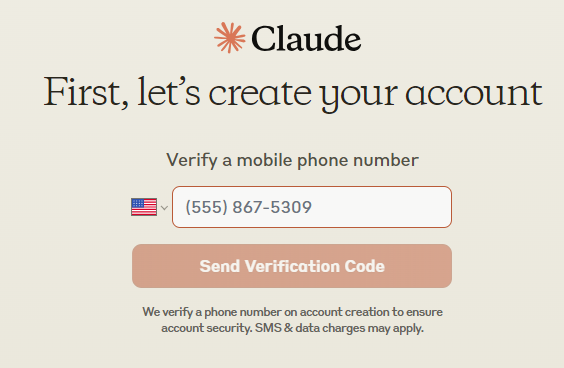 Claude
First, let’s create your account
Verify a mobile phone number
(555) 867-5309
Send Verification Code
We verify a phone number on account creation to ensure
account security. SMS & data charges may apply.